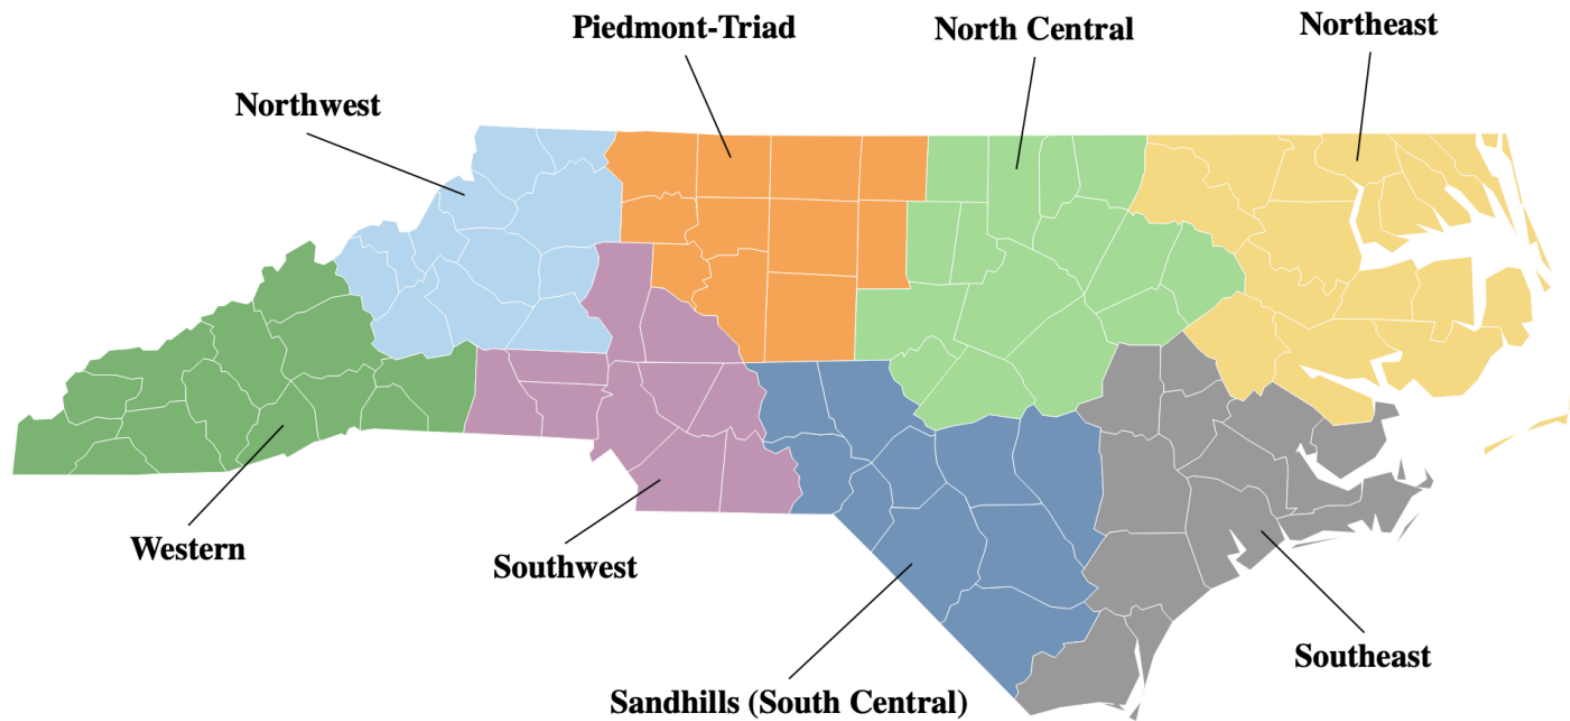 Piedmont-Triad
North Central
Northeast
Northwest
Western
Southwest
Southeast
Sandhills (South Central)